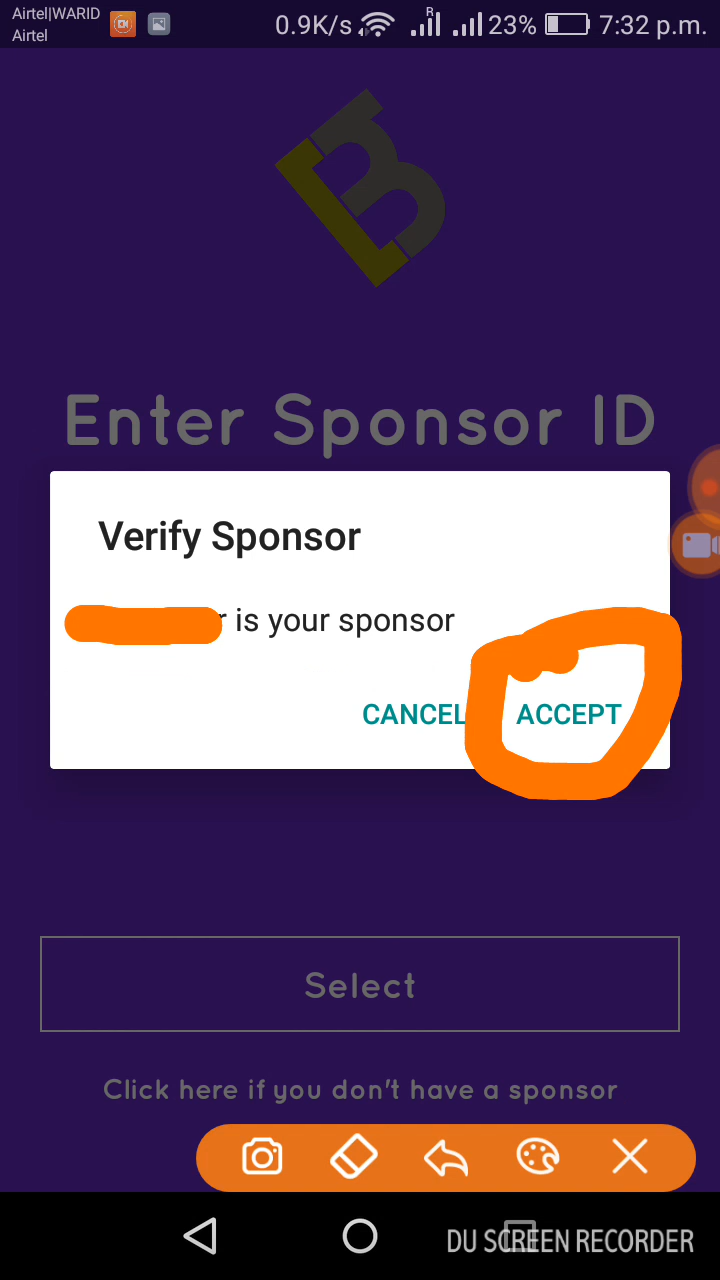 Airtel|WARID
Airtel
0.9K/s
R
23%
7:32 p.m.
Enter Sponsor ID
Verify Sponsor
r is your sponsor
CANCEL
ACCEPT
Select
Click here if you don't have a sponsor
DU SCREEN RECORDER